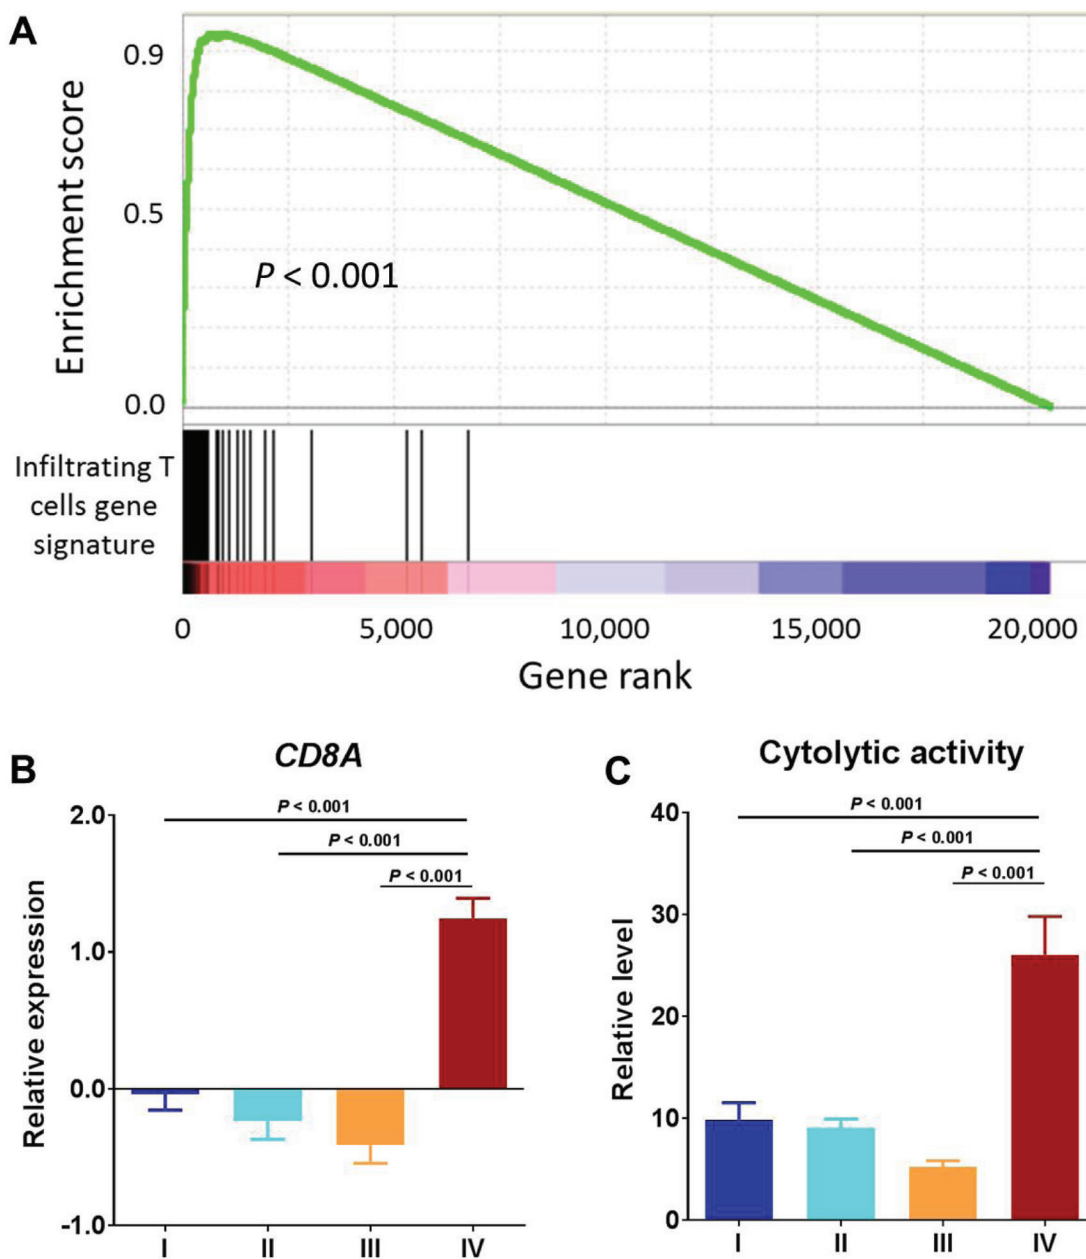 A
Enrichment score
0.9
0.5
0.0
P < 0.001
Infiltrating T
cells gene
signature
0 5,000 10,000 15,000 20,000
Gene rank
B
CD8A
Relative expression
2.0
1.0
0.0
-1.0
P < 0.001
P < 0.001
P < 0.001
I II III IV
C
Cytolytic activity
Relative level
40
30
20
10
0
P < 0.001
P < 0.001
P < 0.001
I II III IV